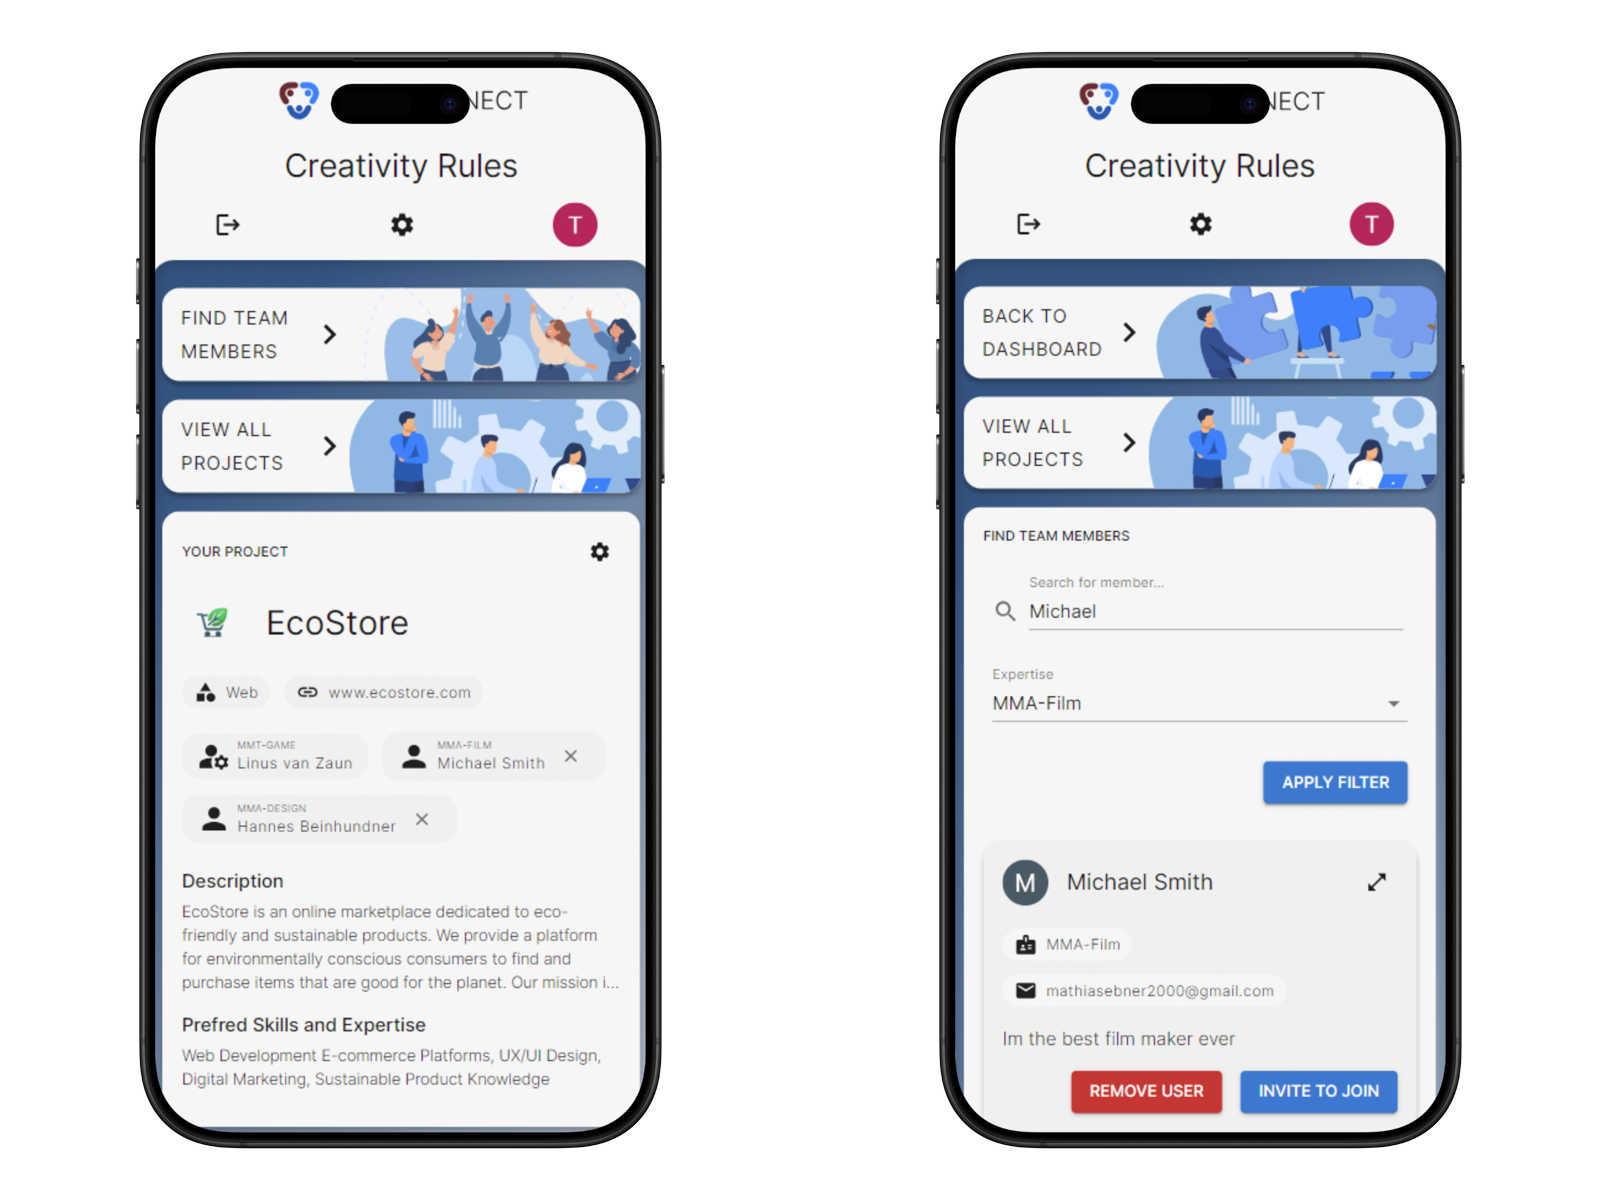 NECT
Creativity Rules
T
FIND TEAM
MEMBERS
VIEW ALL
PROJECTS
YOUR PROJECT
EcoStore
Web
www.ecostore.com
MMT-GAME
Linus van Zaun
MMA-FILM
Michael Smith
MMA-DESIGN
Hannes Beinhundner
Description
EcoStore is an online marketplace dedicated to eco-
friendly and sustainable products. We provide a platform
for environmentally conscious consumers to find and
purchase items that are good for the planet. Our mission i...
Prefred Skills and Expertise
Web Development E-commerce Platforms, UX/UI Design,
Digital Marketing, Sustainable Product Knowledge
NECT
Creativity Rules
T
BACK TO
DASHBOARD
VIEW ALL
PROJECTS
FIND TEAM MEMBERS
Search for member...
Michael
Expertise
MMA-Film
APPLY FILTER
M
Michael Smith
MMA-Film
mathiasebner2000@gmail.com
Im the best film maker ever
REMOVE USER
INVITE TO JOIN